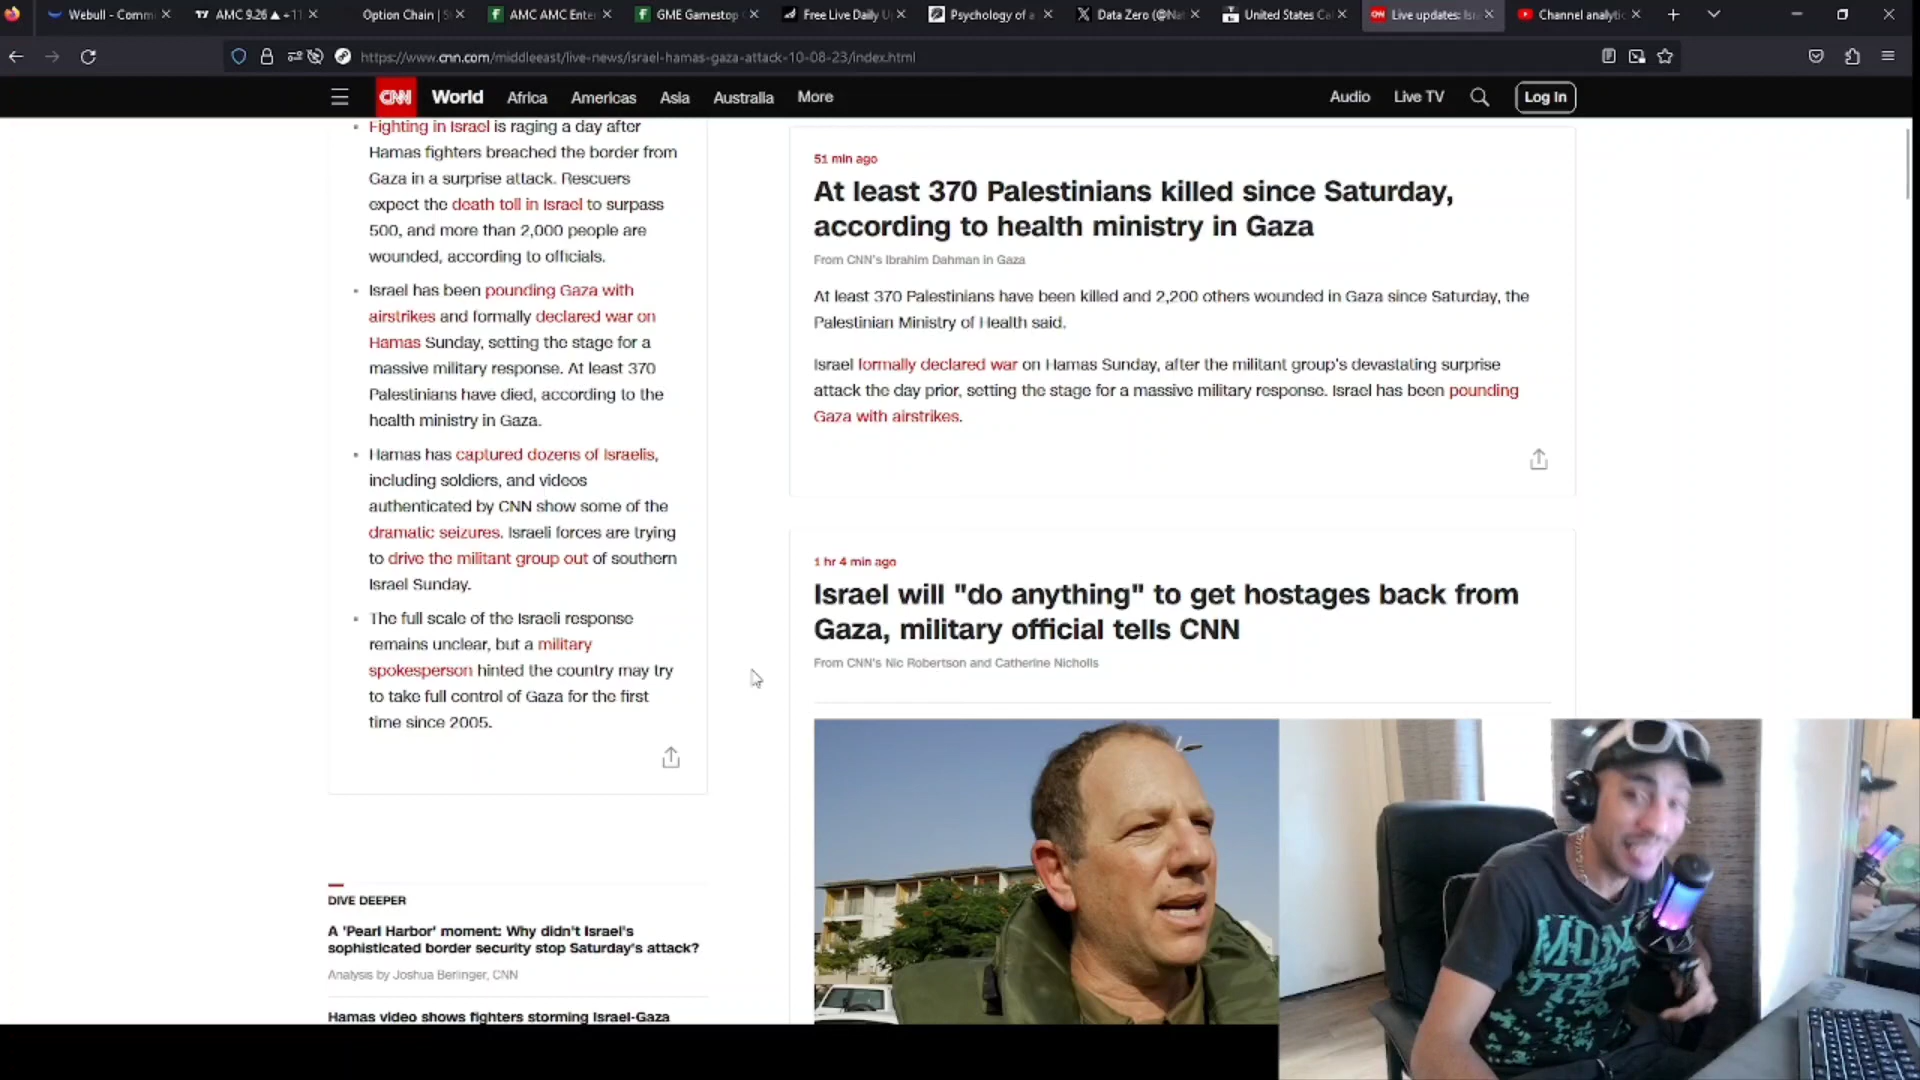 Webull - Comm
AMC 9.26 ▲ +1
Option Chain | S
AMC AMC Ente
GME Gamestop
Free Live Daily U
Psychology of a
Data Zero (@Na
United States Ca
Live updates: Isr
Channel analytic
https://www.cnn.com/middleeast/live-news/israel-hamas-gaza-attack-10-08-23/index.html
CNN World Africa Americas Asia Australia More Audio Live TV Log In
Fighting in Israel is raging a day after
Hamas fighters breached the border from
Gaza in a surprise attack. Rescuers
expect the death toll in Israel to surpass
500, and more than 2,000 people are
wounded, according to officials.
Israel has been pounding Gaza with
airstrikes and formally declared war on
Hamas Sunday, setting the stage for a
massive military response. At least 370
Palestinians have died, according to the
health ministry in Gaza.
Hamas has captured dozens of Israelis,
including soldiers, and videos
authenticated by CNN show some of the
dramatic seizures. Israeli forces are trying
to drive the militant group out of southern
Israel Sunday.
The full scale of the Israeli response
remains unclear, but a military
spokesperson hinted the country may try
to take full control of Gaza for the first
time since 2005.
DIVE DEEPER
A 'Pearl Harbor' moment: Why didn't Israel's
sophisticated border security stop Saturday's attack?
Analysis by Joshua Berlinger, CNN
Hamas video shows fighters storming Israel-Gaza
51 min ago
At least 370 Palestinians killed since Saturday,
according to health ministry in Gaza
From CNN's Ibrahim Dahman in Gaza
At least 370 Palestinians have been killed and 2,200 others wounded in Gaza since Saturday, the
Palestinian Ministry of Health said.
Israel formally declared war on Hamas Sunday, after the militant group's devastating surprise
attack the day prior, setting the stage for a massive military response. Israel has been pounding
Gaza with airstrikes.
1 hr 4 min ago
Israel will "do anything" to get hostages back from
Gaza, military official tells CNN
From CNN's Nic Robertson and Catherine Nicholls